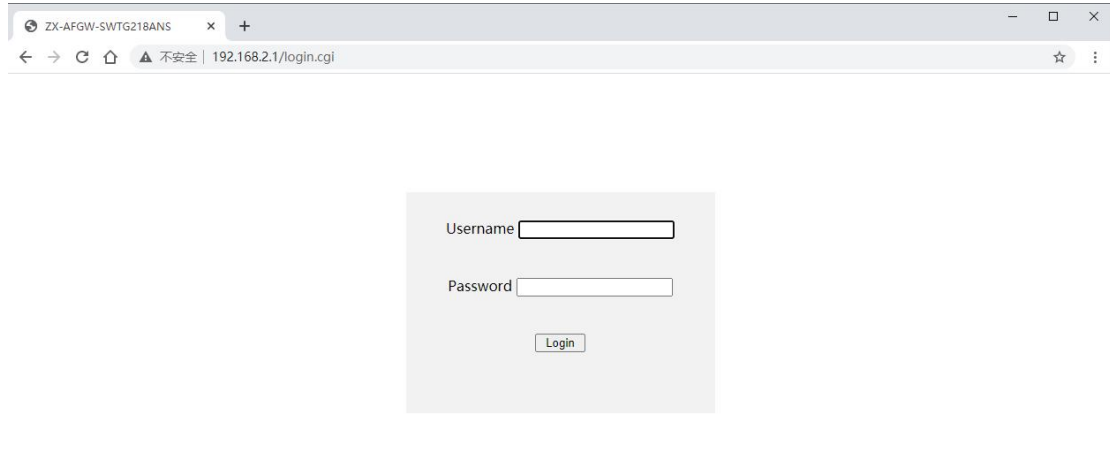 ZX-AFGW-SWTG218ANS
不安全 | 192.168.2.1/login.cgi
Username
Password
Login